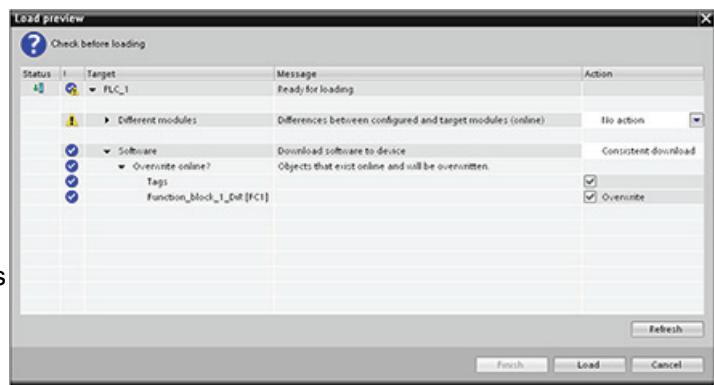 Load preview
Check before loading
Status ! Target Message Action
PLC_1 Ready for loading
Different modules Differences between configured and target modules (online) No action
Software Download software to device Consistent download
Overwrite online? Objects that exist online and will be overwritten.
Tags
Function_block_1_DıR [FC1] Overwrite
s
Refresh
Finish Load Cancel